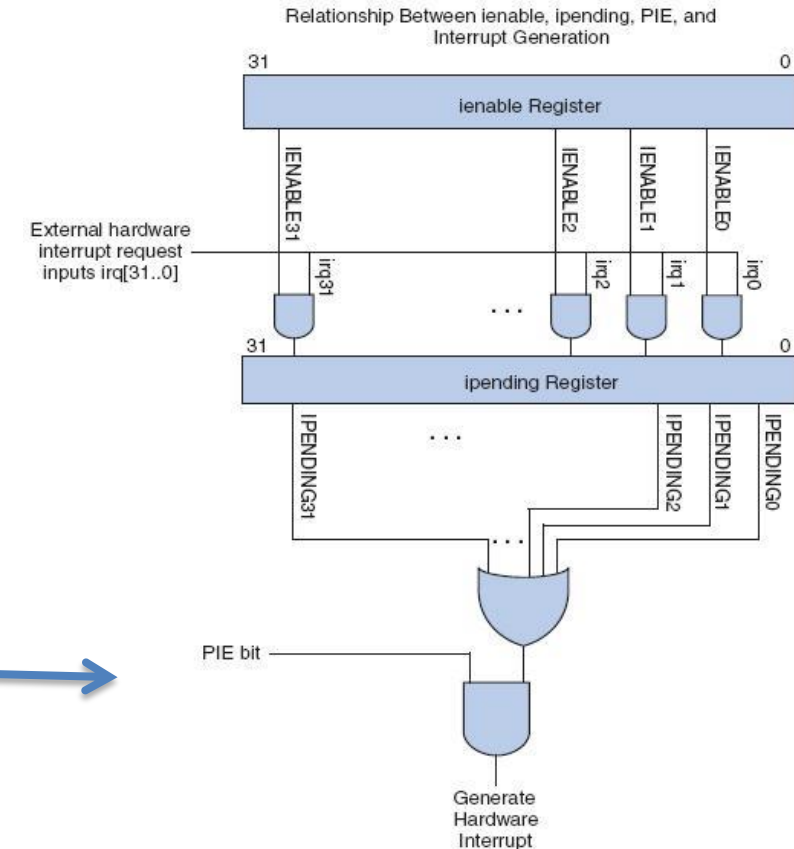 Relationship Between ienable, ipending, PIE, and
Interrupt Generation
31
0
ienable Register
IENABLE31
IENABLE2
IENABLE1
IENABLE0
External hardware
interrupt request
inputs irq[31..0]
irq31
irq2
irq1
irq0
. . .
31
0
ipending Register
IPENDING31
. . .
IPENDING2
IPENDING1
IPENDING0
. . .
PIE bit
Generate
Hardware
Interrupt